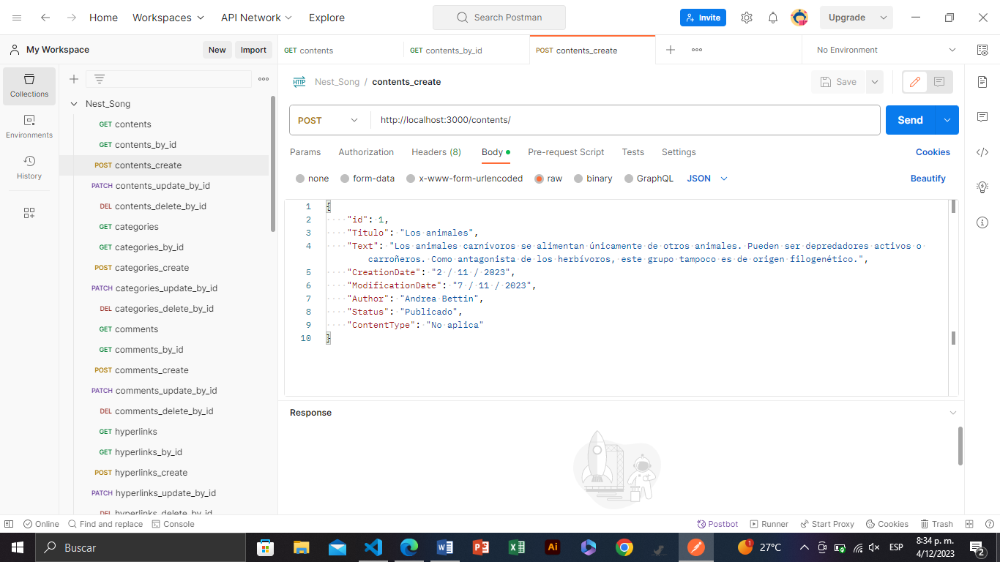 Home Workspaces API Network Explore Search Postman Invite Upgrade
My Workspace New Import GET contents GET contents_by_id POST contents_create No Environment
Collections
Environments
History
Nest_Song
GET contents
GET contents_by_id
POST contents_create
PATCH contents_update_by_id
DEL contents_delete_by_id
GET categories
GET categories_by_id
POST categories_create
PATCH categories_update_by_id
DEL categories_delete_by_id
GET comments
GET comments_by_id
POST comments_create
PATCH comments_update_by_id
DEL comments_delete_by_id
GET hyperlinks
GET hyperlinks_by_id
POST hyperlinks_create
PATCH hyperlinks_update_by_id
DEL hyperlinks_delete_by_id
HTTP Nest_Song / contents_create Save
POST http://localhost:3000/contents/ Send
Params Authorization Headers (8) Body Pre-request Script Tests Settings Cookies
none form-data x-www-form-urlencoded raw binary GraphQL JSON Beautify
1 {
2 "id": 1,
3 "Titulo": "Los animales",
4 "Text": "Los animales carnívoros se alimentan únicamente de otros animales. Pueden ser depredadores activos o
carroñeros. Como antagonista de los herbívoros, este grupo tampoco es de origen filogenético.",
5 "CreationDate": "2 / 11 / 2023",
6 "ModificationDate": "7 / 11 / 2023",
7 "Author": "Andrea Bettin",
8 "Status": "Publicado",
9 "ContentType": "No aplica"
10 }
Response
Online Find and replace Console Postbot Runner Start Proxy Cookies Trash
Buscar
Ai
1 27°C ESP
8:34 p. m.
4/12/2023
2